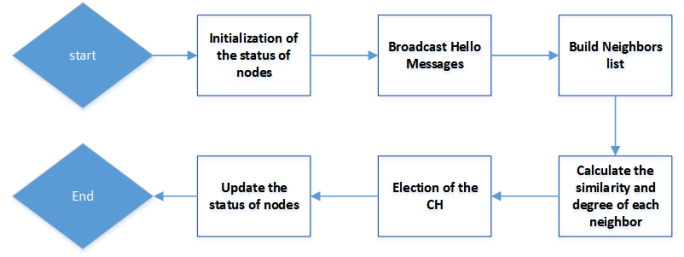 start
Initialization of
the status of
nodes
Broadcast Hello
Messages
Build Neighbors
list
Calculate the
similarity and
degree of each
neighbor
Election of the
CH
Update the
status of nodes
End